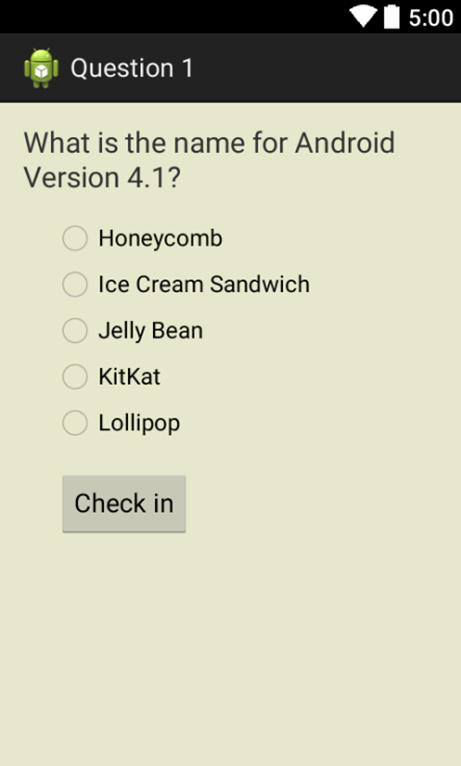 5:00
Question 1
What is the name for Android
Version 4.1?
Honeycomb
Ice Cream Sandwich
Jelly Bean
KitKat
Lollipop
Check in